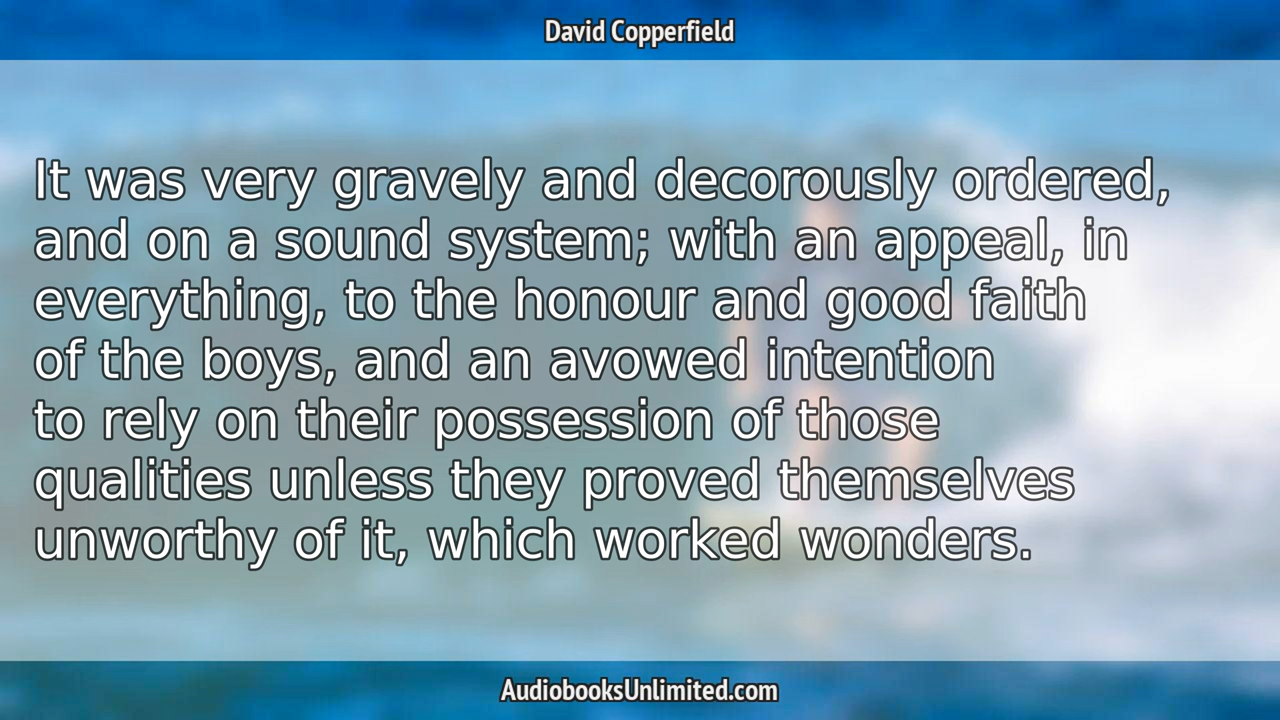 David Copperfield
It was very gravely and decorously ordered,
and on a sound system; with an appeal, in
everything, to the honour and good faith
of the boys, and an avowed intention
to rely on their possession of those
qualities unless they proved themselves
unworthy of it, which worked wonders.
AudiobooksUnlimited.com